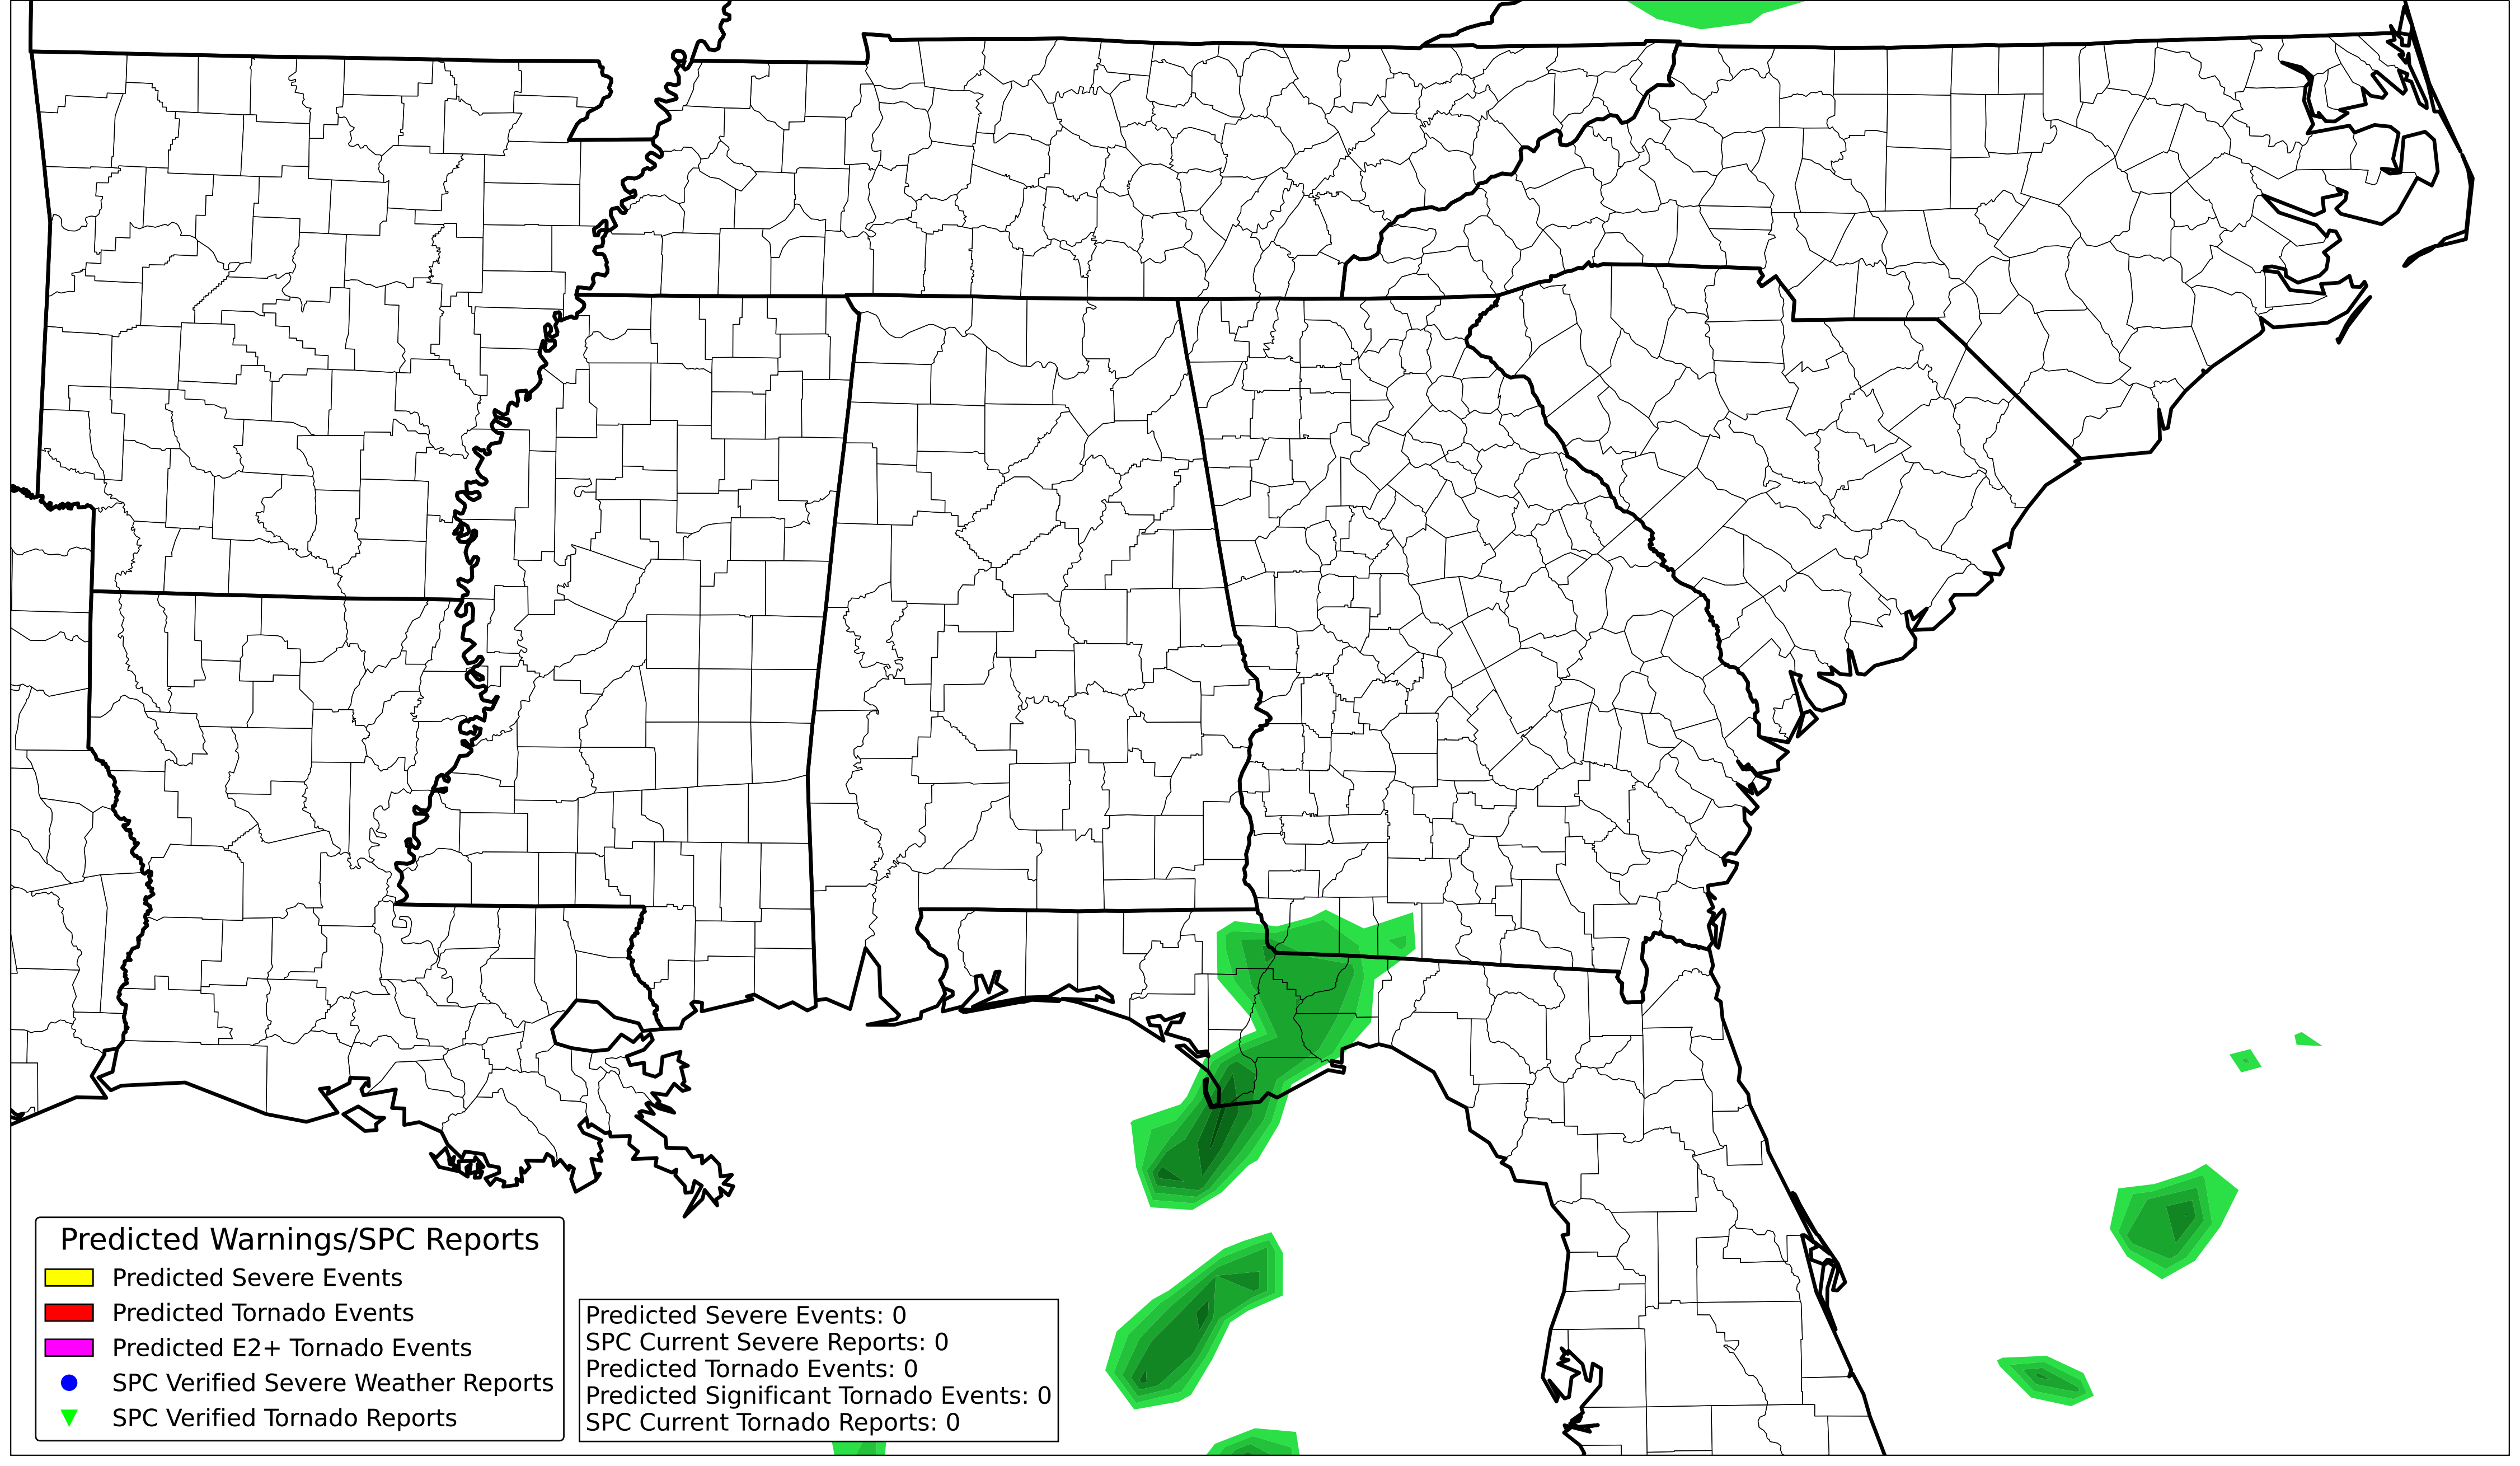 Predicted Warnings/SPC Reports
Predicted Severe Events
Predicted Tornado Events
Predicted E2+ Tornado Events
SPC Verified Severe Weather Reports
SPC Verified Tornado Reports
Predicted Severe Events: 0
SPC Current Severe Reports: 0
Predicted Tornado Events: 0
Predicted Significant Tornado Events: 0
SPC Current Tornado Reports: 0